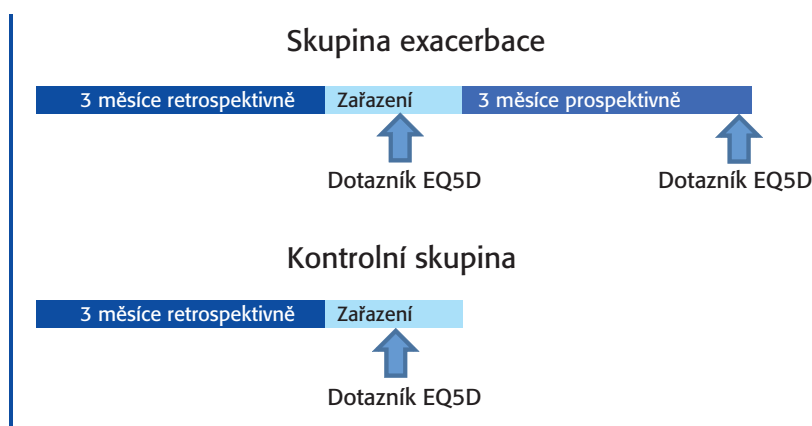 Skupina exacerbace
3 měsíce retrospektivně Zařazení 3 měsíce prospektivně
Dotazník EQ5D Dotazník EQ5D
Kontrolní skupina
3 měsíce retrospektivně Zařazení
Dotazník EQ5D